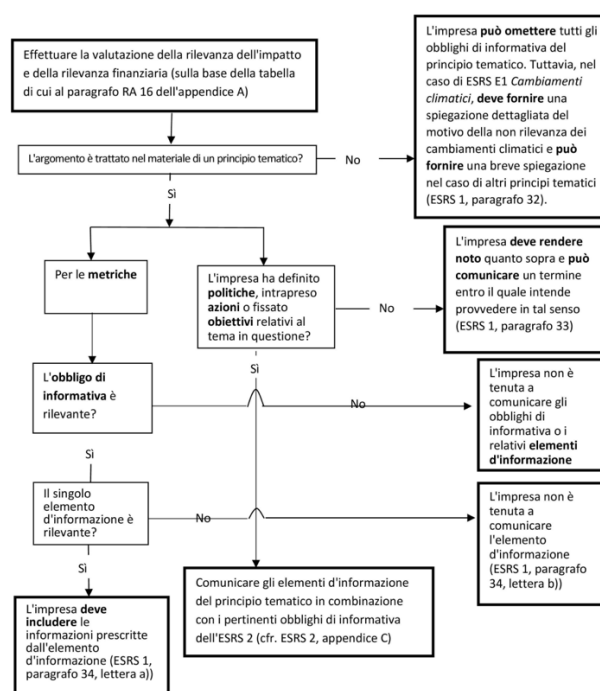 Effettuare la valutazione della rilevanza dell'impatto
e della rilevanza finanziaria (sulla base della tabella
di cui al paragrafo RA 16 dell'appendice A)
L'impresa può omettere tutti gli
obblighi di informativa del
principio tematico. Tuttavia, nel
caso di ESRS E1 Cambiamenti
climatici, deve fornire una
spiegazione dettagliata del
motivo della non rilevanza dei
cambiamenti climatici e può
fornire una breve spiegazione
nel caso di altri principi tematici
(ESRS 1, paragrafo 32).
L'argomento è trattato nel materiale di un principio tematico?
No
Sì
Per le metriche
L'impresa ha definito
politiche, intrapreso
azioni o fissato
obiettivi relativi al
tema in questione?
No
L'impresa deve rendere
noto quanto sopra e può
comunicare un termine
entro il quale intende
provvedere in tal senso
(ESRS 1, paragrafo 33)
Sì
L'obbligo di
informativa è
rilevante?
No
L'impresa non è
tenuta a
comunicare gli
obblighi di
informativa o i
relativi elementi
d'informazione
Sì
Il singolo
elemento
d'informazione è
rilevante?
No
L'impresa non è
tenuta a
comunicare
l'elemento
d'informazione
(ESRS 1, paragrafo
34, lettera b))
Sì
Comunicare gli elementi d'informazione
del principio tematico in combinazione
con i pertinenti obblighi di informativa
dell'ESRS 2 (cfr. ESRS 2, appendice C)
L'impresa deve
includere le
informazioni prescritte
dall'elemento
d'informazione (ESRS 1,
paragrafo 34, lettera a))